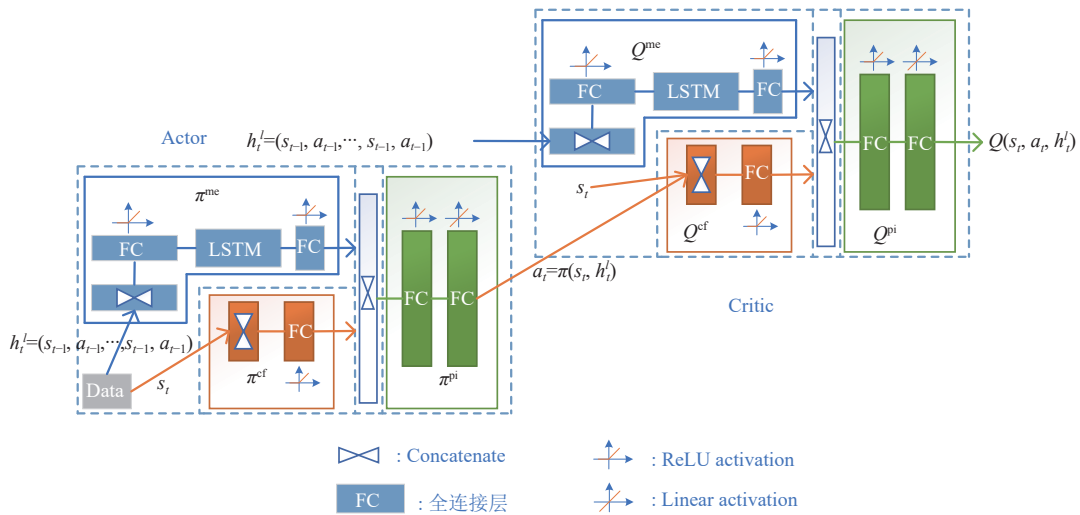 Q^me
FC
LSTM
FC
Actor
h_t^l=(s_{t−1}, a_{t−1},⋯, s_{t−1}, a_{t−1})
FC
FC
Q(s_t, a_t, h_t^l)
s_t
FC
Q^cf
Q^pi
π^me
FC
LSTM
FC
a_t=π(s_t, h_t^l)
Critic
FC
FC
FC
h_t^l=(s_{t−1}, a_{t−1},⋯,s_{t−1}, a_{t−1})
Data
s_t
π^cf
π^pi
: Concatenate
: ReLU activation
FC
: 全连接层
: Linear activation